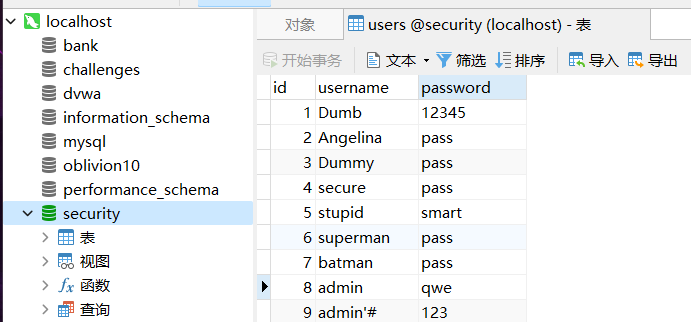 localhost
bank
challenges
dvwa
information_schema
mysql
oblivion10
performance_schema
security
表
视图
函数
查询
对象 users @security (localhost) - 表
开始事务 文本 筛选 排序 导入 导出
id username password
1 Dumb 12345
2 Angelina pass
3 Dummy pass
4 secure pass
5 stupid smart
6 superman pass
7 batman pass
8 admin qwe
9 admin'# 123